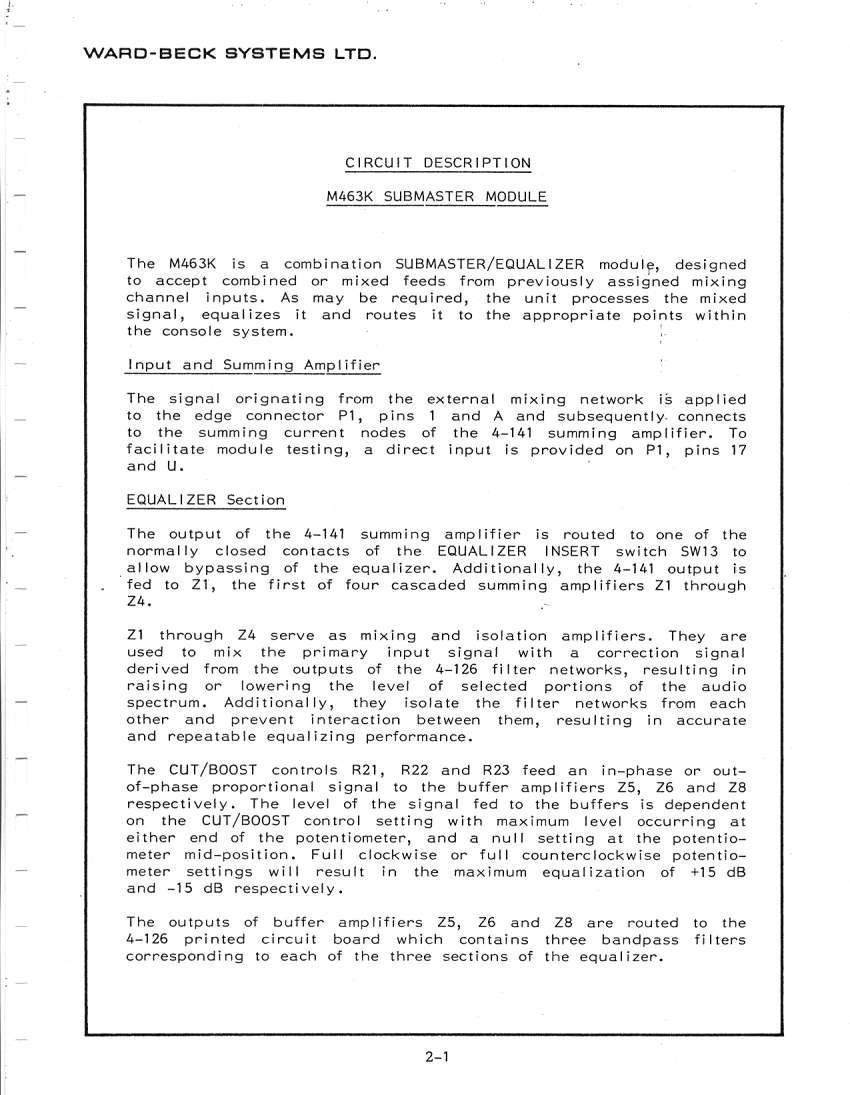 WARD-BECK SYSTEMS LTD.
CIRCUIT DESCRIPTION
M463K SUBMASTER MODULE
The M463K is a combination SUBMASTER/EQUALIZER module, designed
to accept combined or mixed feeds from previously assigned mixing
channel inputs. As may be required, the unit processes the mixed
signal, equalizes it and routes it to the appropriate points within
the console system.
Input and Summing Amplifier
The signal orignating from the external mixing network is applied
to the edge connector P1, pins 1 and A and subsequently connects
to the summing current nodes of the 4-141 summing amplifier. To
facilitate module testing, a direct input is provided on P1, pins 17
and U.
EQUALIZER Section
The output of the 4-141 summing amplifier is routed to one of the
normally closed contacts of the EQUALIZER INSERT switch SW13 to
allow bypassing of the equalizer. Additionally, the 4-141 output is
fed to Z1, the first of four cascaded summing amplifiers Z1 through
Z4.
Z1 through Z4 serve as mixing and isolation amplifiers. They are
used to mix the primary input signal with a correction signal
derived from the outputs of the 4-126 filter networks, resulting in
raising or lowering the level of selected portions of the audio
spectrum. Additionally, they isolate the filter networks from each
other and prevent interaction between them, resulting in accurate
and repeatable equalizing performance.
The CUT/BOOST controls R21, R22 and R23 feed an in-phase or out-
of-phase proportional signal to the buffer amplifiers Z5, Z6 and Z8
respectively. The level of the signal fed to the buffers is dependent
on the CUT/BOOST control setting with maximum level occurring at
either end of the potentiometer, and a null setting at the potentio-
meter mid-position. Full clockwise or full counterclockwise potentio-
meter settings will result in the maximum equalization of +15 dB
and -15 dB respectively.
The outputs of buffer amplifiers Z5, Z6 and Z8 are routed to the
4-126 printed circuit board which contains three bandpass filters
corresponding to each of the three sections of the equalizer.
2-1